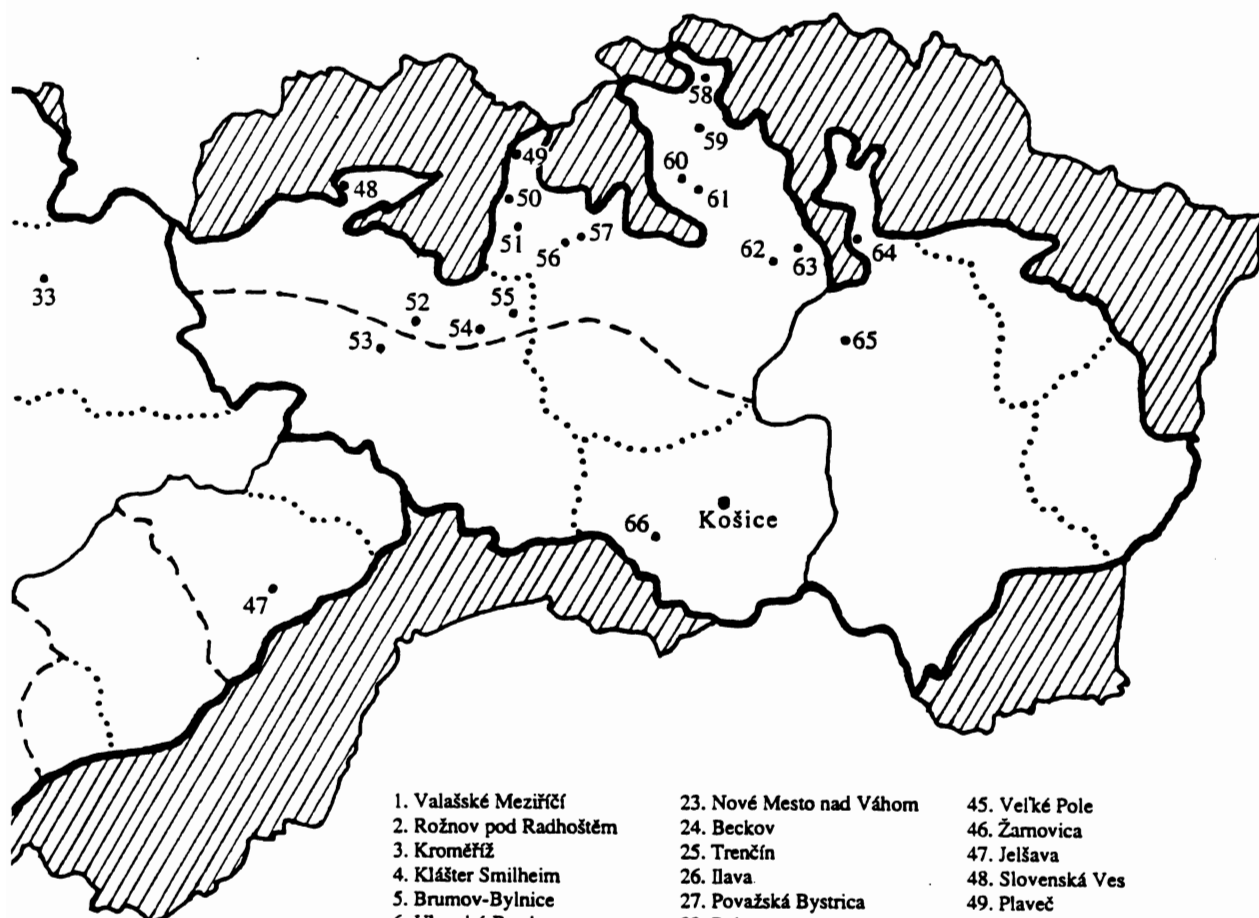 58
59
49
60
48
61
50
51
57
56
64
62
63
33
52
55
54
53
65
Košice
66
47
1. Valašské Meziříčí
2. Rožnov pod Radhoštěm
3. Kroměříž
4. Klášter Smilheim
5. Brumov-Bylnice
23. Nové Mesto nad Váhom
24. Beckov
25. Trenčín
26. Ilava
27. Považská Bystrica
45. Veľké Pole
46. Žarnovica
47. Jelšava
48. Slovenská Ves
49. Plaveč